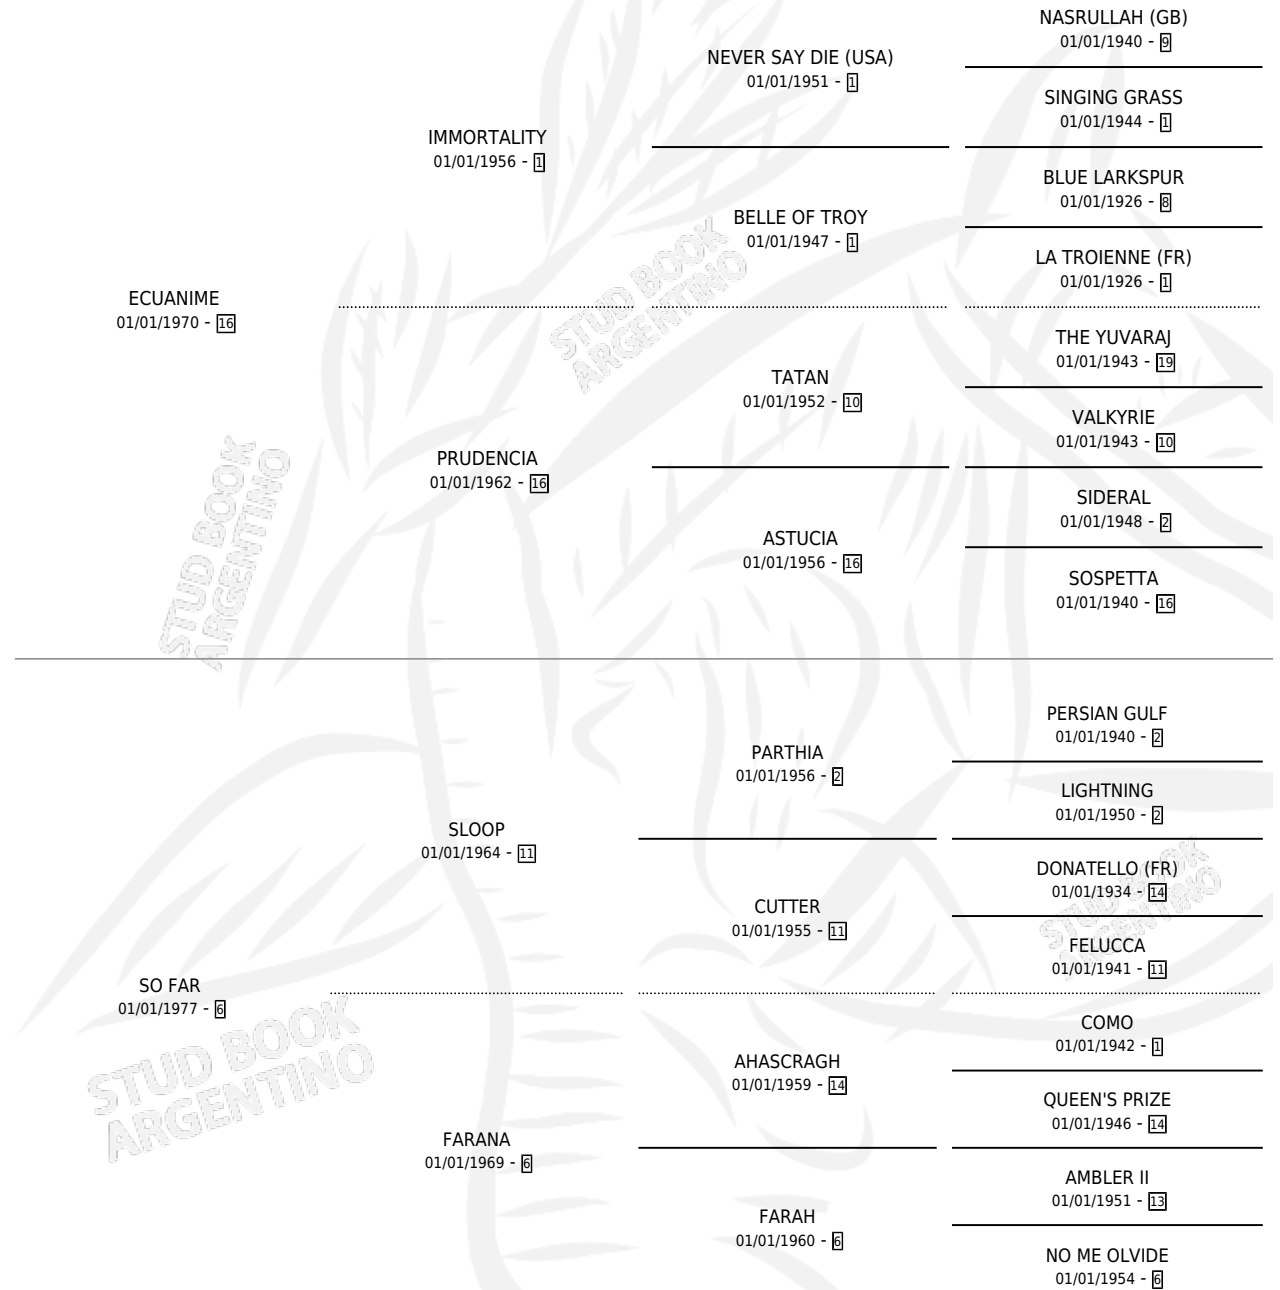 NASRULLAH (GB)
01/01/1940 - 9
NEVER SAY DIE (USA)
01/01/1951 - 1
SINGING GRASS
01/01/1944 - 1
IMMORTALITY
01/01/1956 - 1
BLUE LARKSPUR
01/01/1926 - 8
BELLE OF TROY
01/01/1947 - 1
LA TROIENNE (FR)
01/01/1926 - 1
ECUANIME
01/01/1970 - 16
THE YUVARAJ
01/01/1943 - 19
TATAN
01/01/1952 - 10
VALKYRIE
01/01/1943 - 10
PRUDENCIA
01/01/1962 - 16
SIDERAL
01/01/1948 - 2
ASTUCIA
01/01/1956 - 16
SOSPETTA
01/01/1940 - 16
PERSIAN GULF
01/01/1940 - 2
PARTHIA
01/01/1956 - 2
LIGHTNING
01/01/1950 - 2
SLOOP
01/01/1964 - 11
DONATELLO (FR)
01/01/1934 - 14
CUTTER
01/01/1955 - 11
FELUCCA
01/01/1941 - 11
SO FAR
01/01/1977 - 6
COMO
01/01/1942 - 1
AHASCRAGH
01/01/1959 - 14
QUEEN'S PRIZE
01/01/1946 - 14
FARANA
01/01/1969 - 6
AMBLER II
01/01/1951 - 13
FARAH
01/01/1960 - 6
NO ME OLVIDE
01/01/1954 - 6
STUD BOOK
ARGENTINO
STUD BOOK
ARGENTINO
STUD BOOK
ARGENTINO
STUD BOOK
ARGENTINO